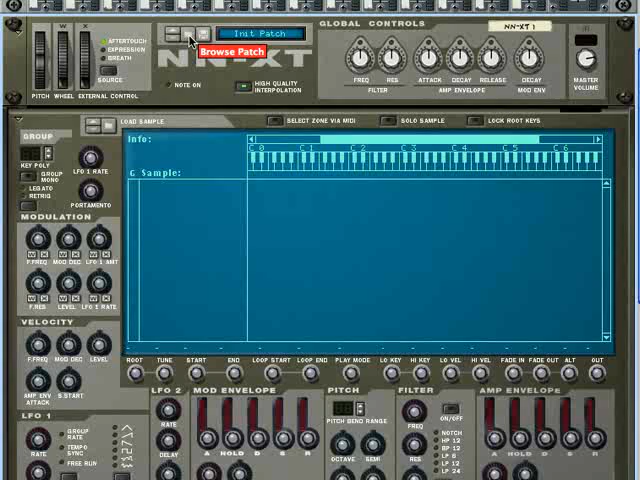 GLOBAL CONTROLS
NN-XT 1
Init Patch
Browse Patch
NN-XT
AFTERTOUCH
EXPRESSION
BREATH
SOURCE
PITCH WHEEL EXTERNAL CONTROL
W X
NOTE ON
HIGH QUALITY
INTERPOLATION
FREQ RES ATTACK DECAY RELEASE DECAY
FILTER AMP ENVELOPE MOD ENV
MASTER
VOLUME
LOAD SAMPLE
SELECT ZONE VIA MIDI SOLO SAMPLE LOCK ROOT KEYS
GROUP
KEY POLY
GROUP
MONO
LEGATO
RETRIG
LFO 1 RATE
PORTAMENTO
Info:
C 0 C 1 C 2 C 3 C 4 C 5 C 6
G Sample:
MODULATION
F.FREQ MOD DEC LFO 1 AMT
W X W X W X
F.RES LEVEL LFO 1 RATE
W X W X W X
VELOCITY
F.FREQ MOD DEC LEVEL
AMP ENV
ATTACK
S.START
ROOT TUNE START END LOOP START LOOP END PLAY MODE LO KEY HI KEY LO VEL HI VEL FADE IN FADE OUT ALT OUT
LFO 1
RATE
GROUP
RATE
TEMPO
SYNC
FREE RUN
LFO 2
RATE
DELAY
MOD ENVELOPE
A HOLD D S R
PITCH
PITCH BEND RANGE
OCTAVE SEMI
FILTER
ON/OFF
FREQ
RES
NOTCH
HP 12
BP 12
LP 6
LP 12
LP 24
AMP ENVELOPE
A HOLD D S R